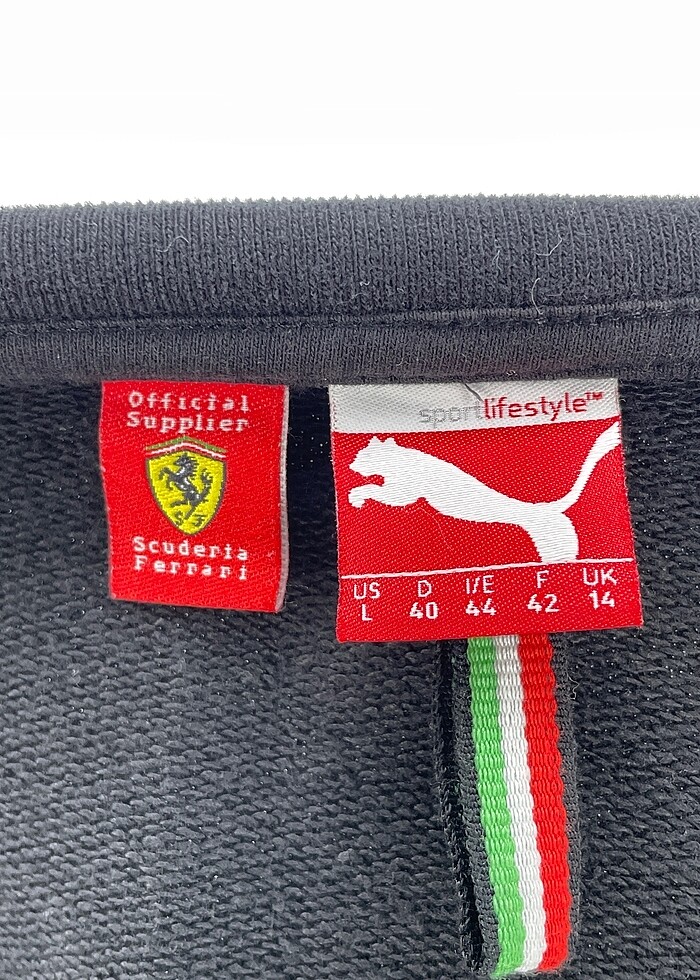 Official
Supplier
S F
Scuderia
Ferrari
sportlifestyle™
US D I/E F UK
L 40 44 42 14